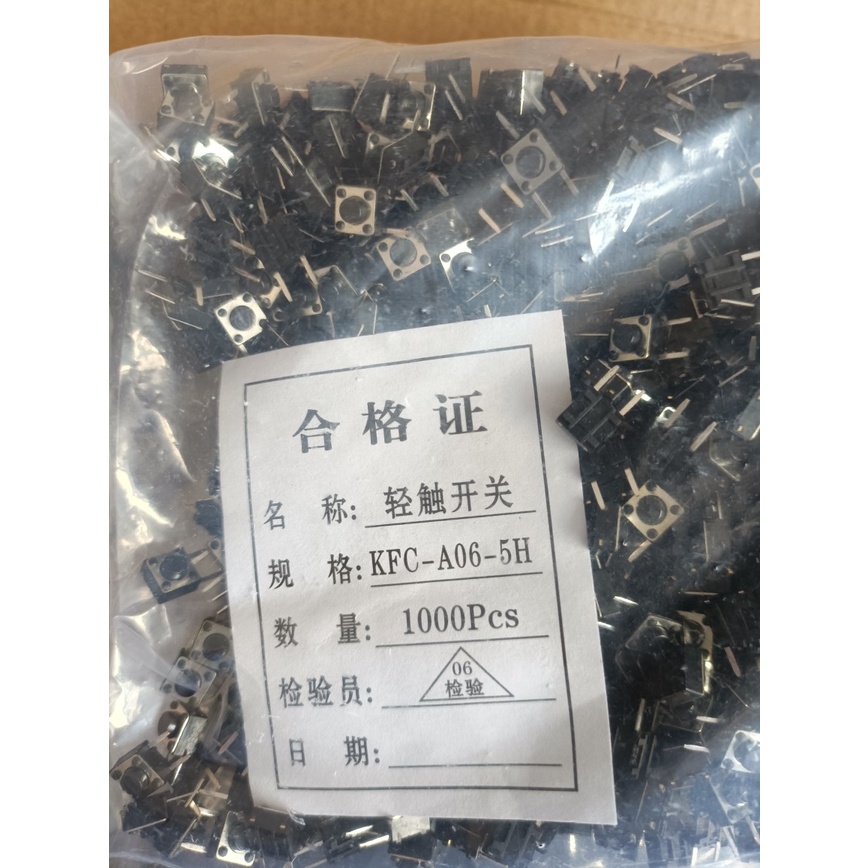 合格证
名 称: 轻触开关
规 格: KFC-A06-5H
数 量: 1000Pcs
检验员: 06 检验
日 期: